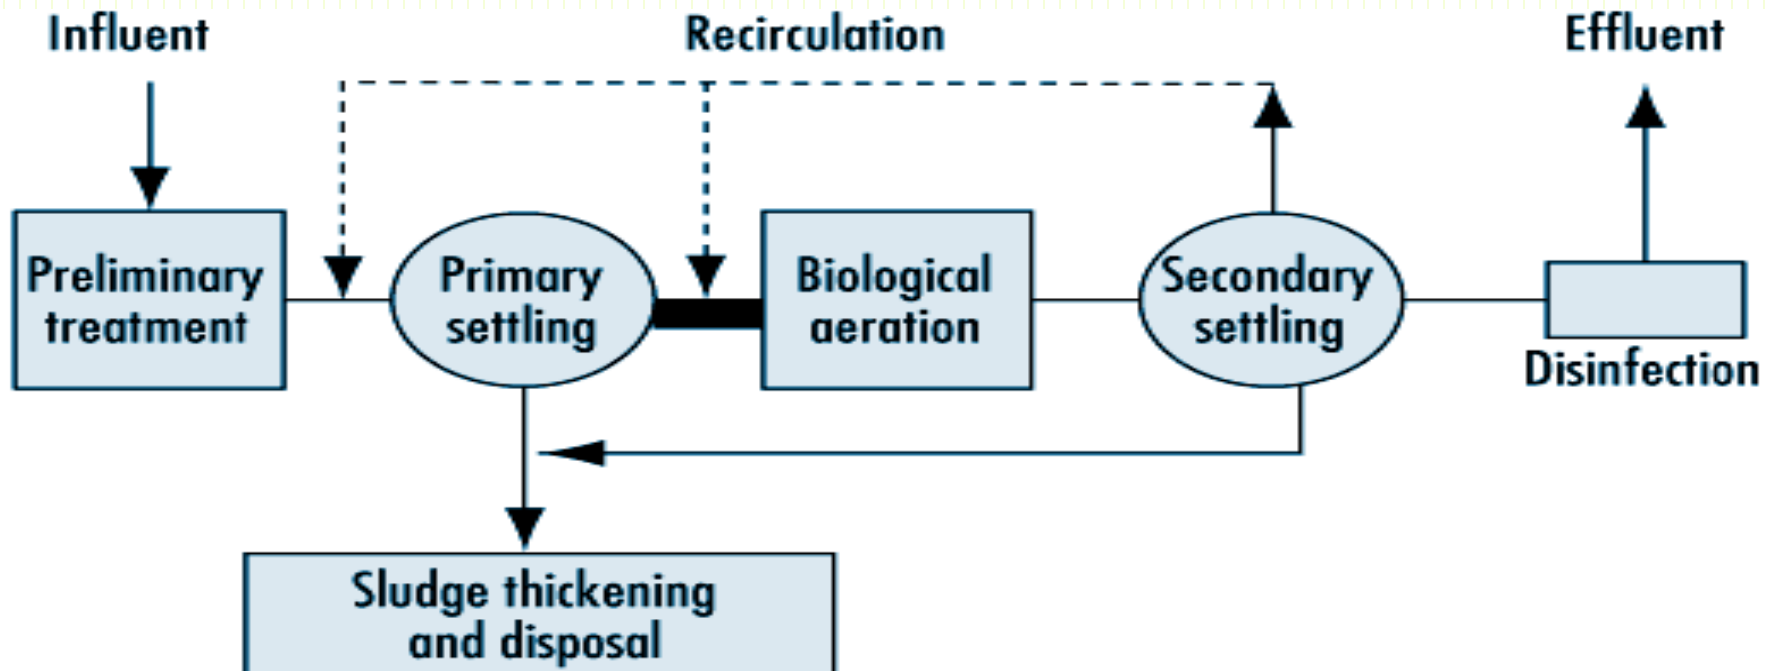 Influent
Recirculation
Effluent
Preliminary
treatment
Primary
settling
Biological
aeration
Secondary
settling
Disinfection
Sludge thickening
and disposal